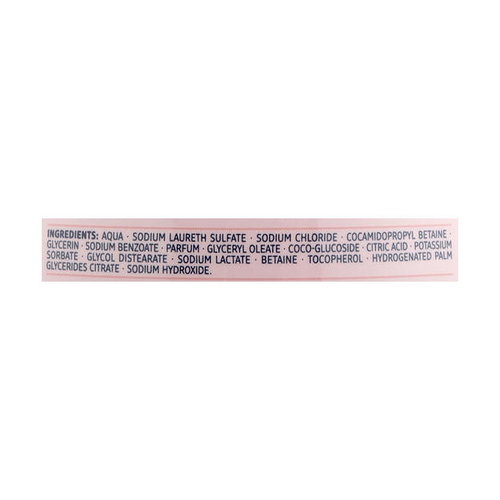 INGREDIENTS: AQUA · SODIUM LAURETH SULFATE · SODIUM CHLORIDE · COCAMIDOPROPYL BETAINE ·
GLYCERIN · SODIUM BENZOATE · PARFUM · GLYCERYL OLEATE · COCO-GLUCOSIDE · CITRIC ACID · POTASSIUM
SORBATE · GLYCOL DISTEARATE · SODIUM LACTATE · BETAINE · TOCOPHEROL · HYDROGENATED PALM
GLYCERIDES CITRATE · SODIUM HYDROXIDE.